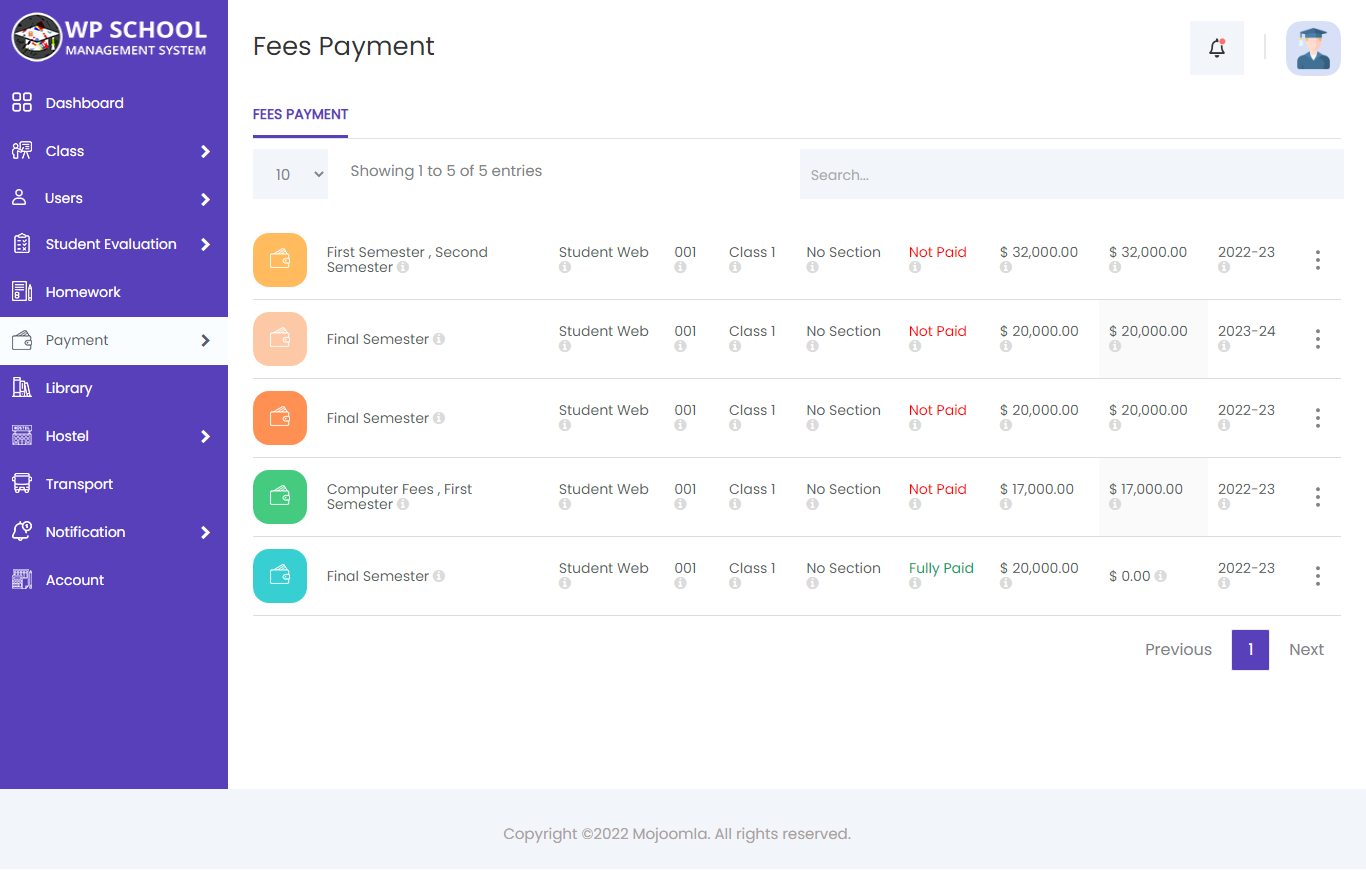 WP SCHOOL
MANAGEMENT SYSTEM
Dashboard
Class
Users
Student Evaluation
Homework
Payment
Library
Hostel
Transport
Notification
Account
Fees Payment
FEES PAYMENT
10
Showing 1 to 5 of 5 entries
Search...
First Semester , Second
Semester
Student Web 001 Class 1 No Section Not Paid $ 32,000.00 $ 32,000.00 2022-23
Final Semester Student Web 001 Class 1 No Section Not Paid $ 20,000.00 $ 20,000.00 2023-24
Final Semester Student Web 001 Class 1 No Section Not Paid $ 20,000.00 $ 20,000.00 2022-23
Computer Fees , First
Semester
Student Web 001 Class 1 No Section Not Paid $ 17,000.00 $ 17,000.00 2022-23
Final Semester Student Web 001 Class 1 No Section Fully Paid $ 20,000.00 $ 0.00 2022-23
Previous 1 Next
Copyright ©2022 Mojoomla. All rights reserved.